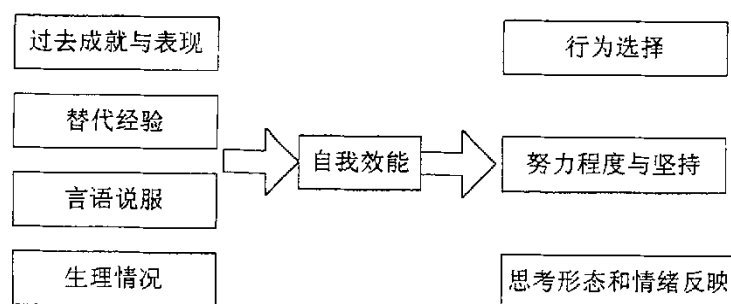 过去成就与表现
替代经验
言语说服
生理情况
自我效能
行为选择
努力程度与坚持
思考形态和情绪反映